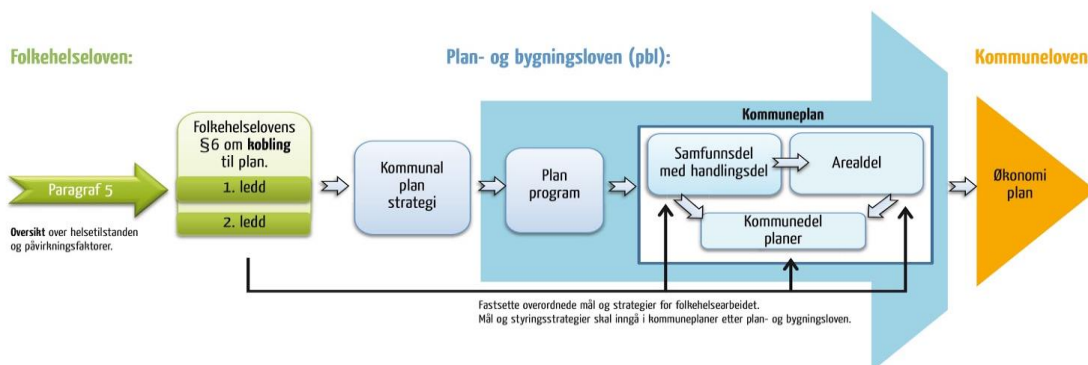 Folkehelseloven:
Plan- og bygningsloven (pbl):
Kommuneloven
Paragraf 5
Oversikt over helsetilstanden
og påvirkningsfaktorer.
Folkehelselovens
§6 om kobling
til plan.
1. ledd
2. ledd
Kommunal
plan
strategi
Plan
program
Kommuneplan
Samfunnsdel
med handlingsdel
Arealdel
Kommunedel
planer
Økonomi
plan
Fastsette overordnede mål og strategier for folkehelsearbeidet.
Mål og styringsstrategier skal inngå i kommuneplaner etter plan- og bygningsloven.